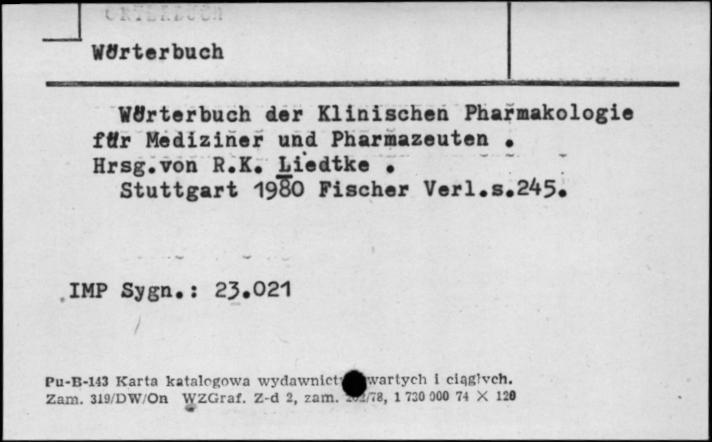 Wörterbuch
Wörterbuch der Klinischen Pharmakologie
für Mediziner und Pharmazeuten .
Hrsg.von R.K. Liedtke .
Stuttgart 1980 Fischer Verl.s.245.
IMP Sygn.: 23.021
Pu-B-143 Karta katalogowa wydawnict wartych i ciągłych.
Zam. 319/DW/On WZGraf. Z-d 2, zam. /78, 1 730 000 74 X 120